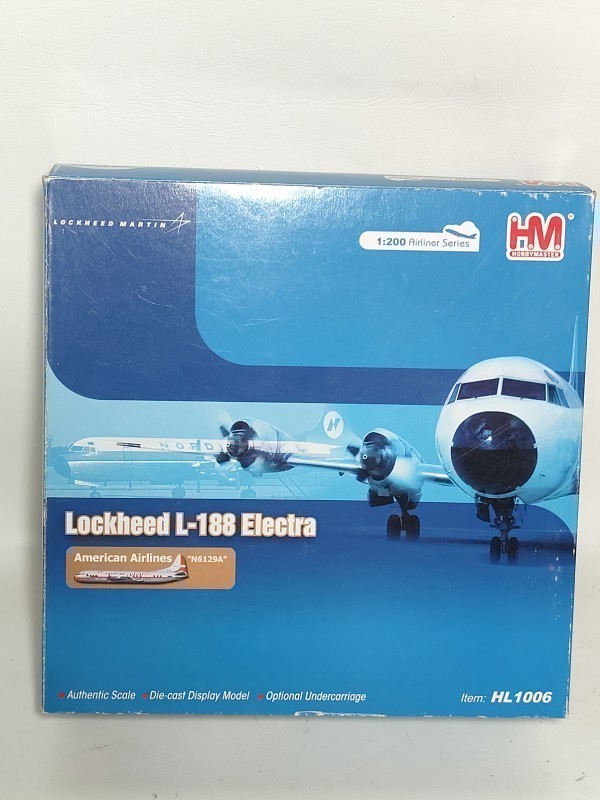 LOCKHEED MARTIN
1:200 Airliner Series
HM
®
HOBBYMASTER
NORDI
N
Lockheed L-188 Electra
American Airlines "N6129A"
Authentic Scale Die-cast Display Model Optional Undercarriage
Item: HL1006